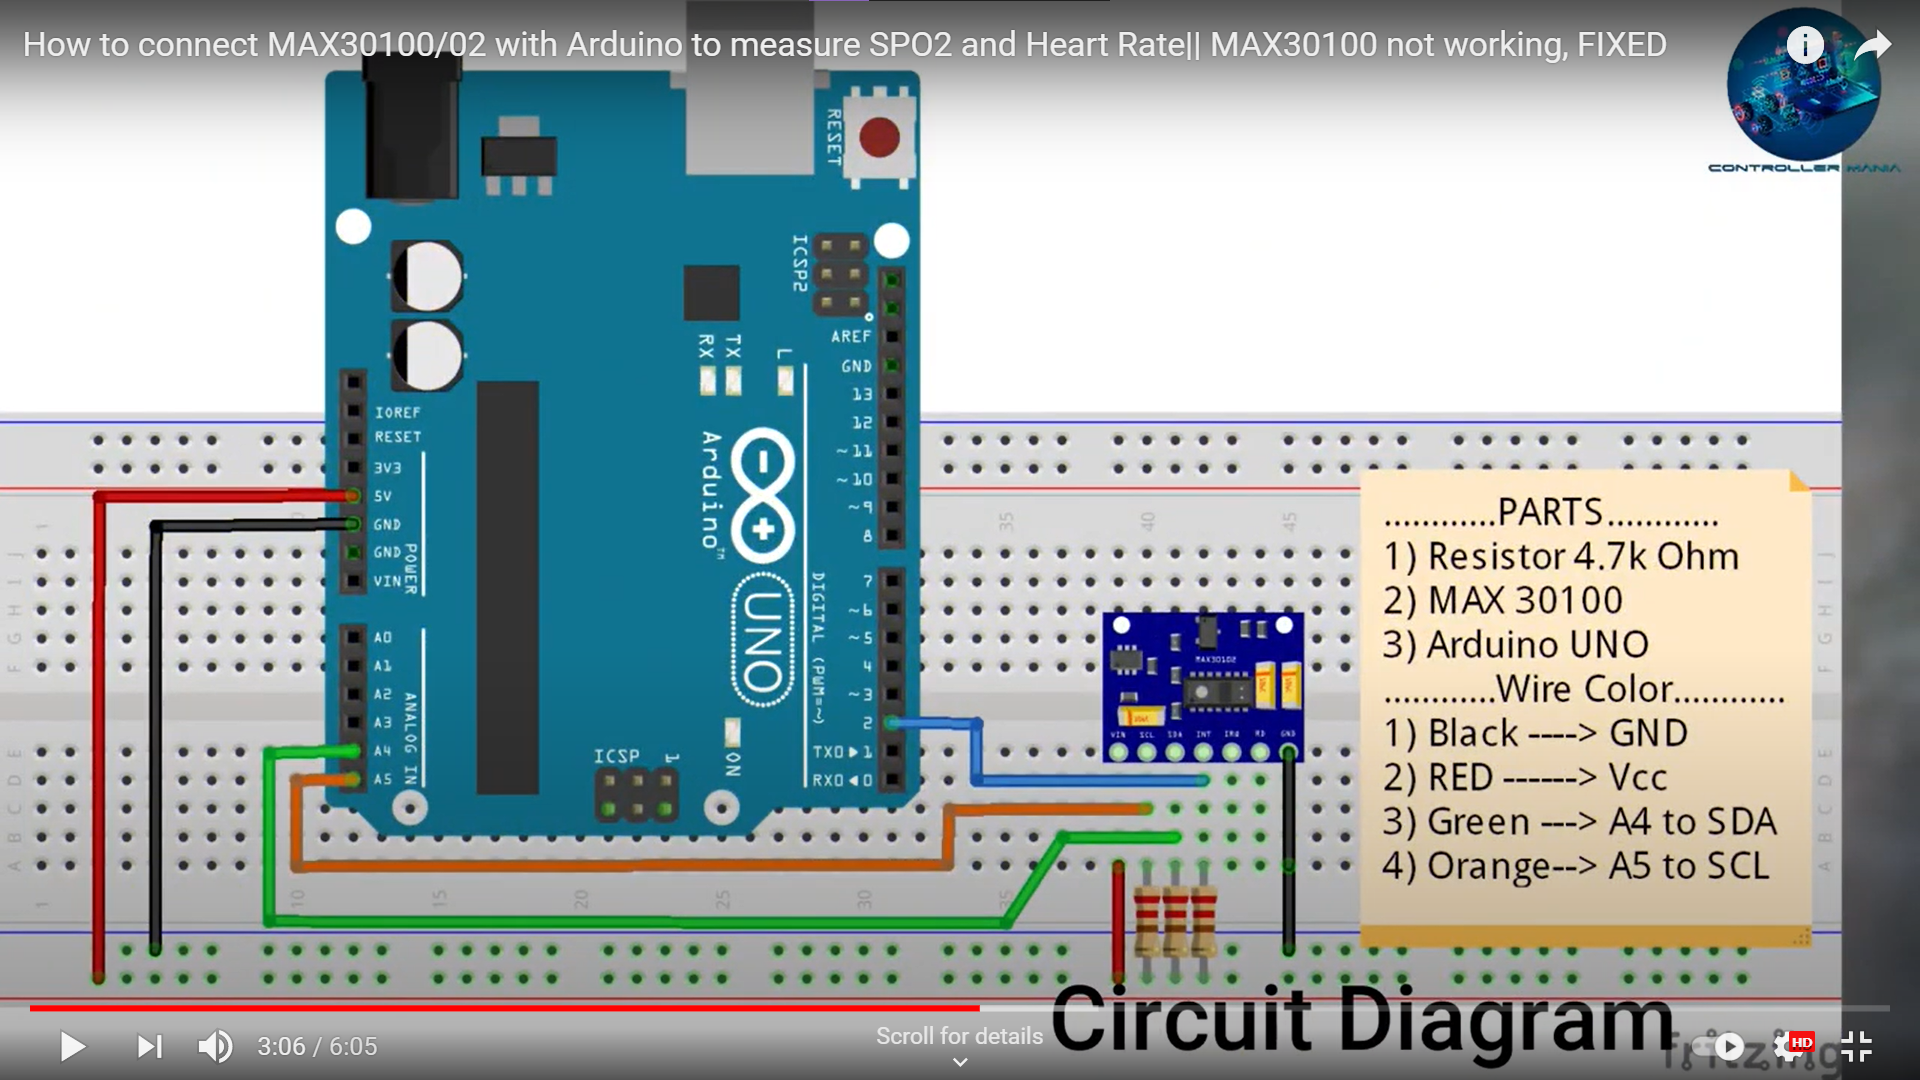 How to connect MAX30100/02 with Arduino to measure SPO2 and Heart Rate|| MAX30100 not working, FIXED
CONTROLLER MANIA
RESET
ICSP2
AREF
GND
13
12
~11
~10
~9
8
7
~6
~5
4
~3
2
TX0▶1
RX0◀0
RX
TX
L
Arduino™
UNO
DIGITAL (PWM=~)
ON
ICSP
1
IOREF
RESET
3V3
5V
GND
GND
VIN
POWER
A0
A1
A2
A3
A4
A5
ANALOG IN
MAX30102
VIN SCL SDA INT IRD RD GND
1
35
40
45
J
I
H
G
F
E
D
C
B
A
1
10
15
20
25
30
35
............PARTS............
1) Resistor 4.7k Ohm
2) MAX 30100
3) Arduino UNO
............Wire Color............
1) Black ----> GND
2) RED ------> Vcc
3) Green ---> A4 to SDA
4) Orange--> A5 to SCL
Circuit Diagram
fritzing
3:06 / 6:05
Scroll for details
HD